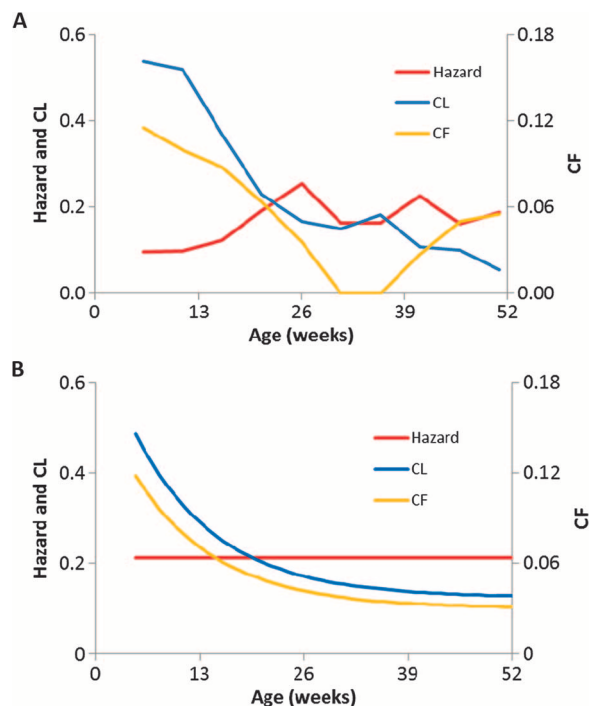 A
0.6
0.4
0.2
0.0
Hazard and CL
Hazard
CL
CF
0.18
0.12
0.06
0.00
CF
0
13
26
39
52
Age (weeks)
B
0.6
0.4
0.2
0
Hazard and CL
Hazard
CL
CF
0.18
0.12
0.06
0
CF
0
13
26
39
52
Age (weeks)